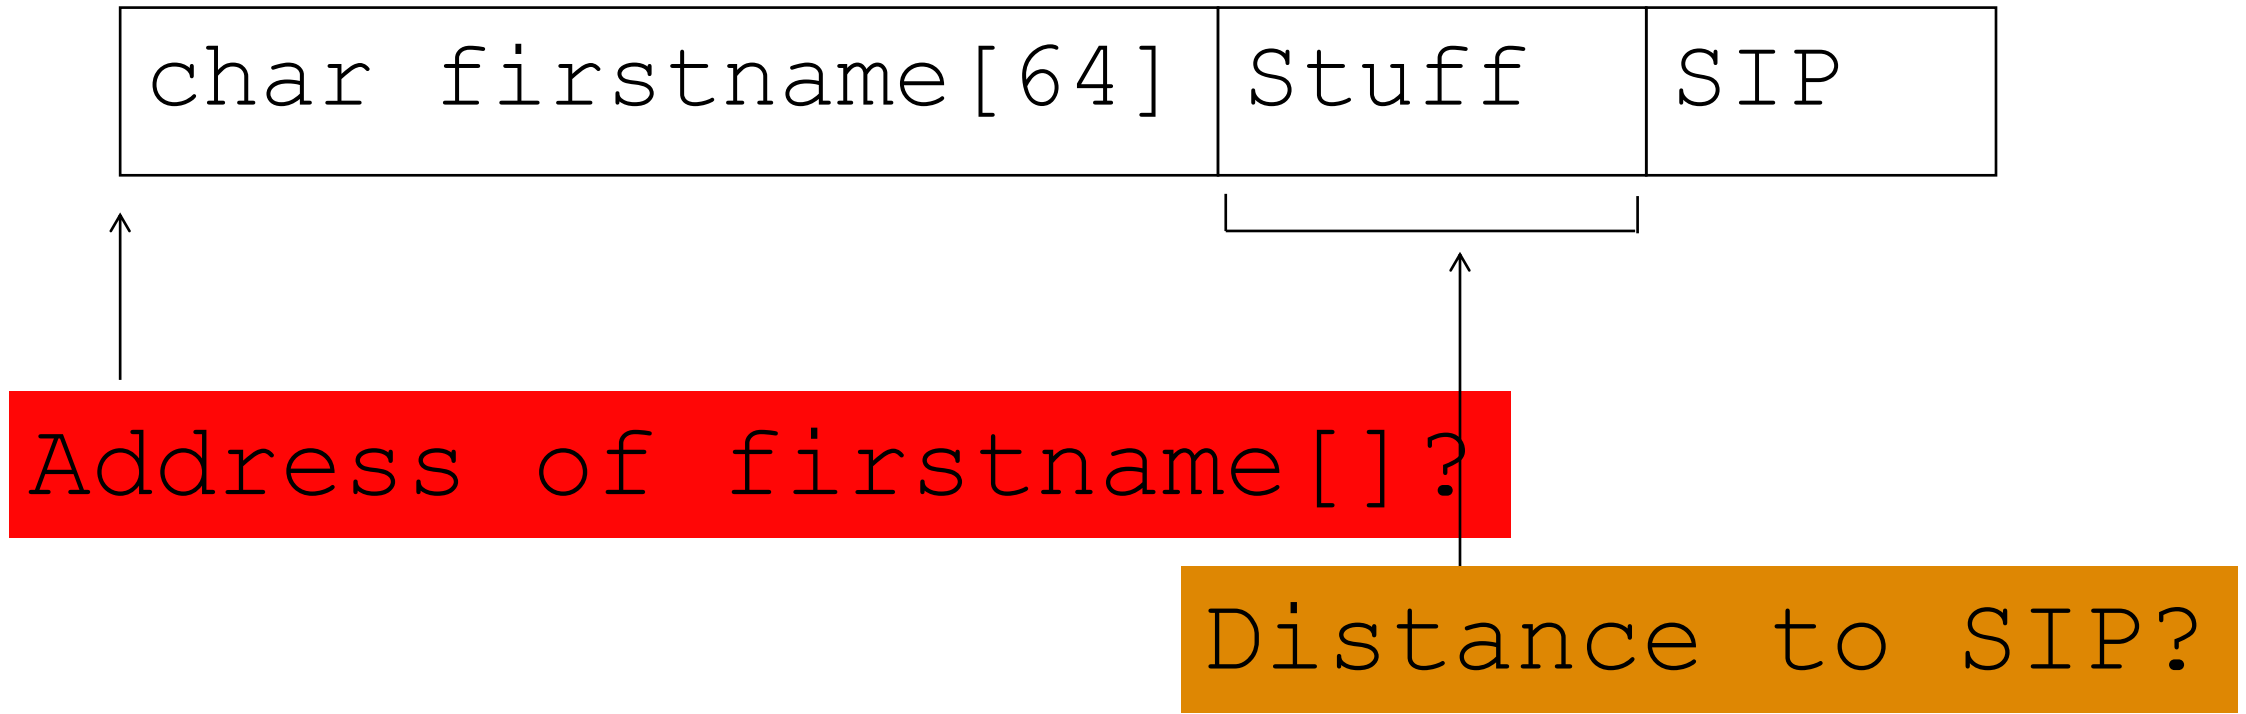 char firstname[64] Stuff SIP
Address of firstname[]?
Distance to SIP?